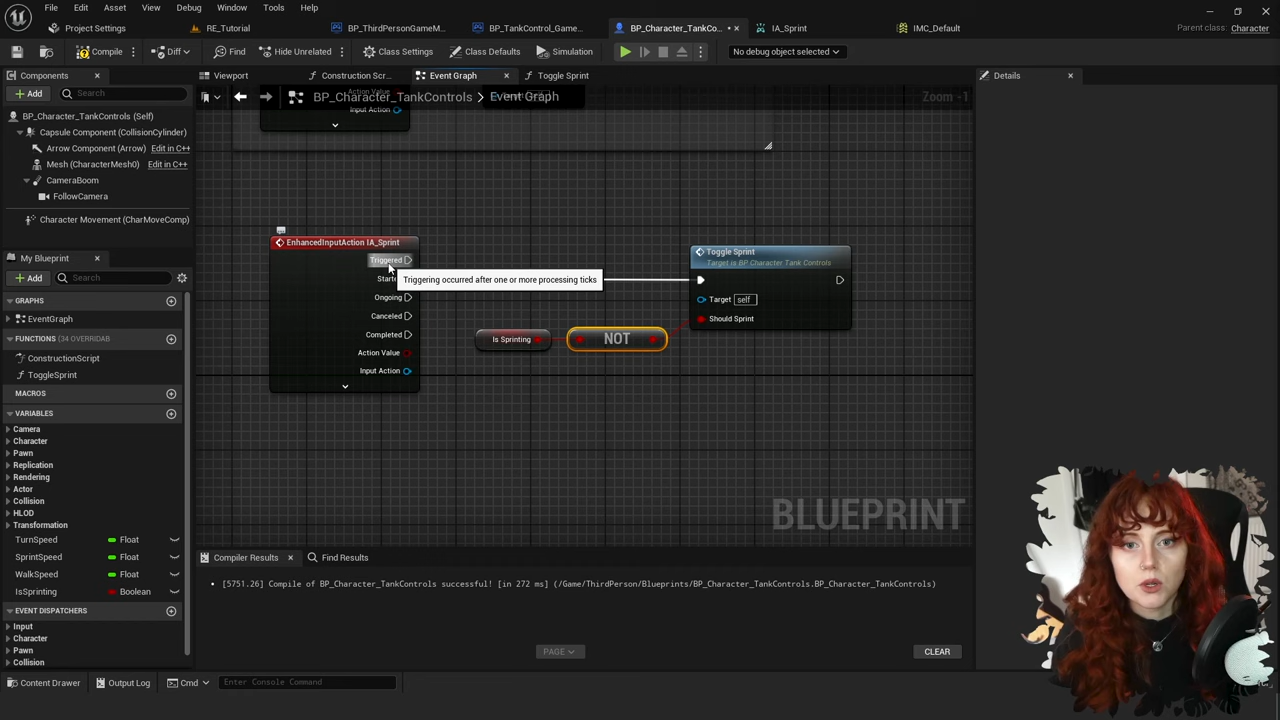 File Edit Asset View Debug Window Tools Help
Project Settings
RE_Tutorial
BP_ThirdPersonGameM...
BP_TankControl_Game...
BP_Character_TankCo...
IA_Sprint
IMC_Default
Parent class: Character
Compile
Diff
Find
Hide Unrelated
Class Settings
Class Defaults
Simulation
No debug object selected
Components
Viewport
Construction Scr...
Event Graph
Toggle Sprint
Details
Add
Search
BP_Character_TankControls > Event Graph
Zoom -1
BP_Character_TankControls (Self)
Capsule Component (CollisionCylinder)
Arrow Component (Arrow) Edit in C++
Mesh (CharacterMesh0) Edit in C++
CameraBoom
FollowCamera
Character Movement (CharMoveComp)
Action Value
Input Action
My Blueprint
Add
Search
GRAPHS
EventGraph
FUNCTIONS (34 OVERRIDAB
ConstructionScript
ToggleSprint
MACROS
VARIABLES
Camera
Character
Pawn
Replication
Rendering
Actor
Collision
HLOD
Transformation
TurnSpeed Float
SprintSpeed Float
WalkSpeed Float
IsSprinting Boolean
EVENT DISPATCHERS
Input
Character
Pawn
Collision
EnhancedInputAction IA_Sprint
Triggered
Starte
Ongoing
Canceled
Completed
Action Value
Input Action
Triggering occurred after one or more processing ticks
Is Sprinting
NOT
Toggle Sprint
Target is BP Character Tank Controls
Target self
Should Sprint
BLUEPRINT
Compiler Results
Find Results
[5751.26] Compile of BP_Character_TankControls successful! [in 272 ms] (/Game/ThirdPerson/Blueprints/BP_Character_TankControls.BP_Character_TankControls)
PAGE
CLEAR
Content Drawer
Output Log
Cmd
Enter Console Command